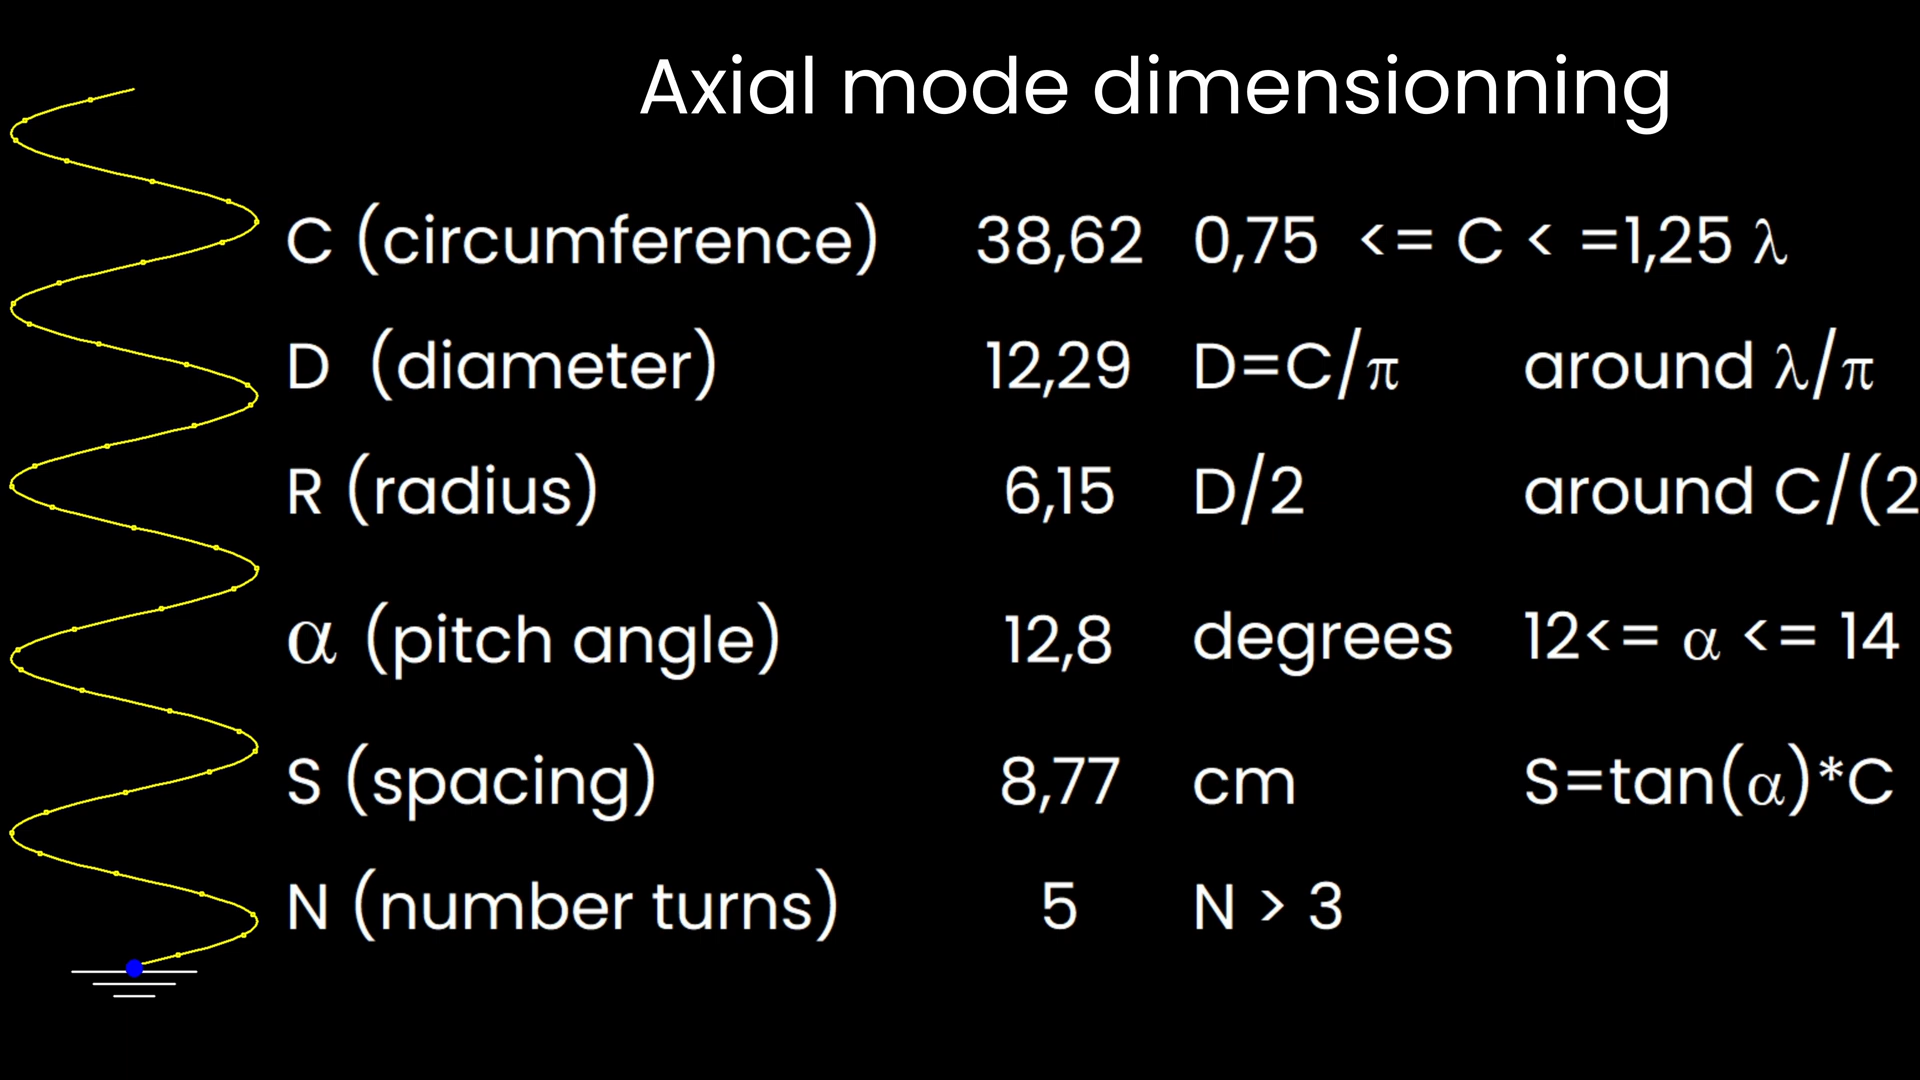 Axial mode dimensionning
C (circumference) 38,62 0,75 <= C < =1,25 λ
D (diameter) 12,29 D=C/π around λ/π
R (radius) 6,15 D/2 around C/(2
α (pitch angle) 12,8 degrees 12<= α <= 14
S (spacing) 8,77 cm S=tan(α)*C
N (number turns) 5 N > 3